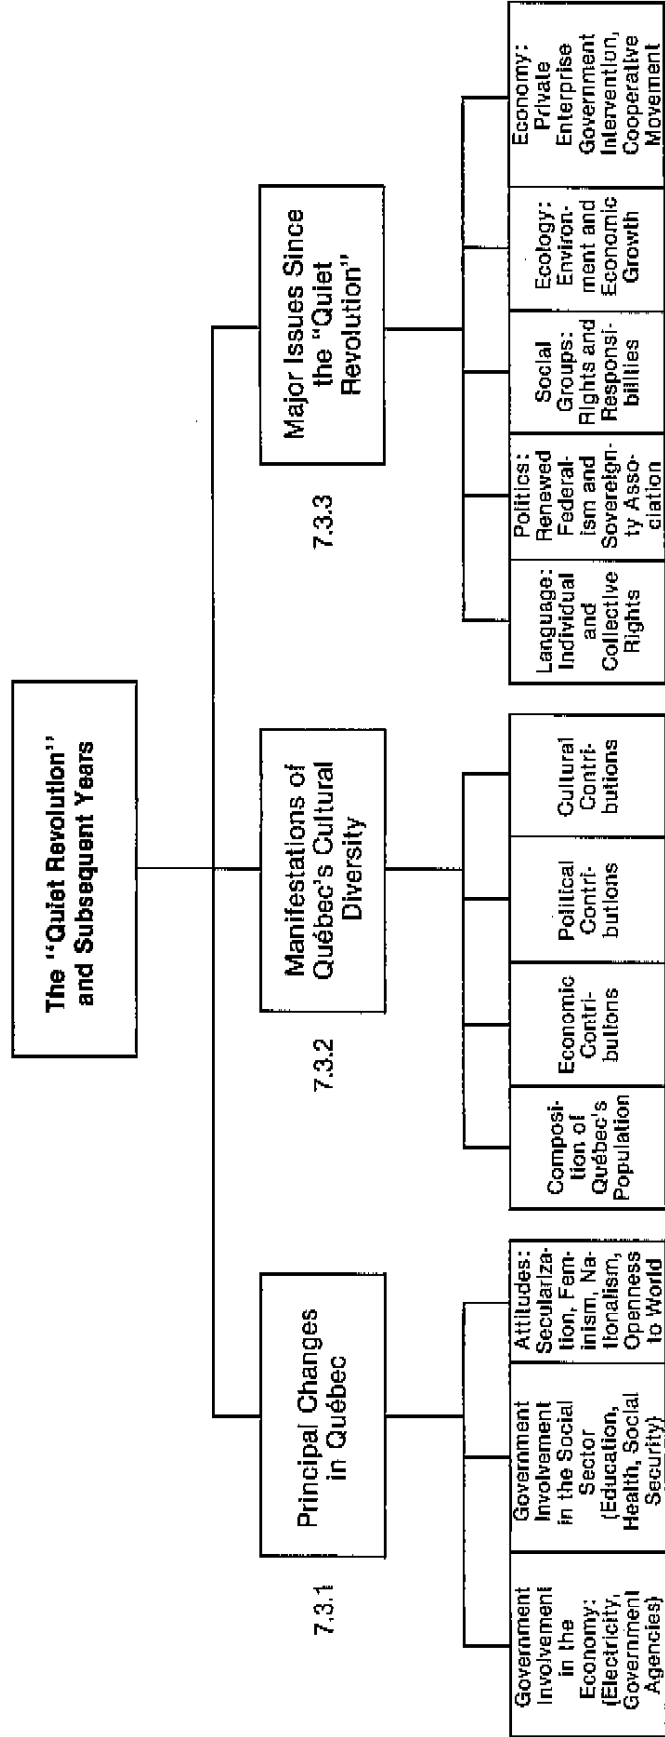 The "Quiet Revolution"
and Subsequent Years
7.3.1
Principal Changes
in Québec
Government
Involvement
in the
Economy:
(Electricity,
Government
Agencies)
Government
Involvement
in the Social
Sector
(Education,
Health, Social
Security)
Attitudes:
Seculariza-
tion, Fem-
inism, Na-
tionalism,
Openness
to World
7.3.2
Manifestations of
Québec's Cultural
Diversity
Composi-
tion of
Québec's
Population
Economic
Contri-
butions
Political
Contri-
butions
Cultural
Contri-
butions
7.3.3
Major Issues Since
the "Quiet
Revolution"
Language:
Individual
and
Collective
Rights
Politics:
Renewed
Federal-
ism and
Sovereign-
ty Asso-
ciation
Social
Groups:
Rights and
Responsi-
bilities
Ecology:
Environ-
ment and
Economic
Growth
Economy:
Private
Enterprise
Government
Intervention,
Cooperative
Movement